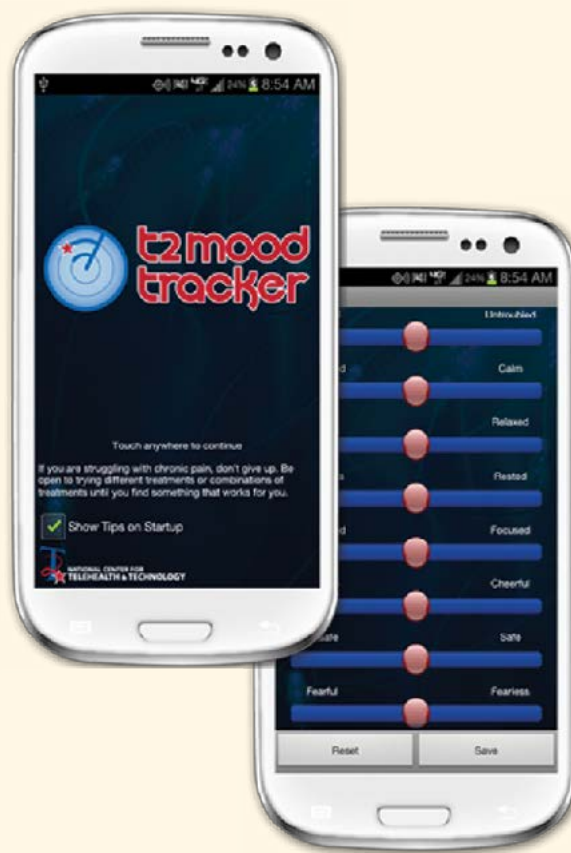 24% 8:54 AM
t2 mood
tracker
Touch anywhere to continue
If you are struggling with chronic pain, don't give up. Be
open to trying different treatments or combinations of
treatments until you find something that works for you.
Show Tips on Startup
NATIONAL CENTER FOR
TELEHEALTH & TECHNOLOGY
24% 8:54 AM
Untroubled
Calm
Relaxed
Rested
Focused
Cheerful
Safe
Fearful Fearless
Reset Save